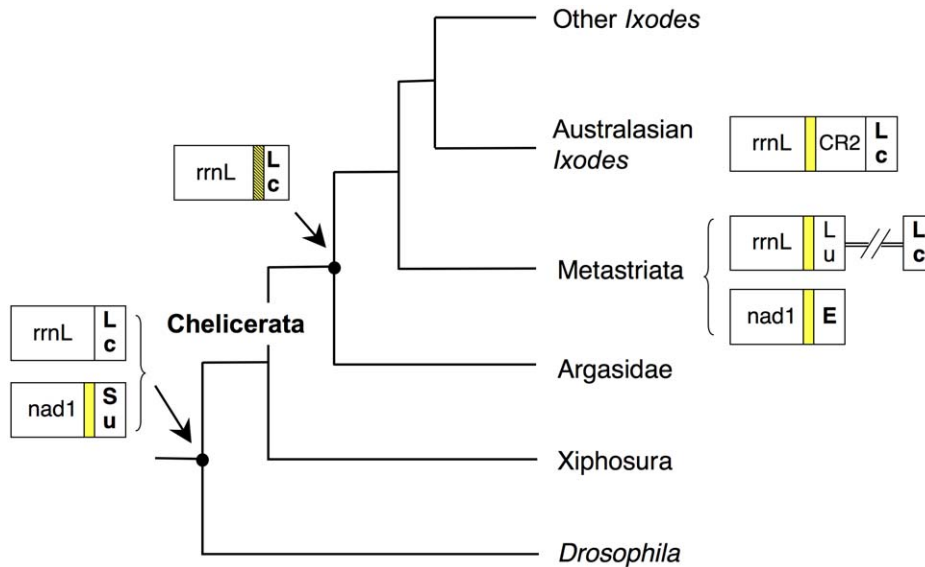 Other Ixodes
Australasian
Ixodes
rrnL
CR2
L
c
rrnL
L
c
rrnL
L
u
L
c
Metastriata
nad1
E
Chelicerata
rrnL
L
c
nad1
S
u
Argasidae
Xiphosura
Drosophila